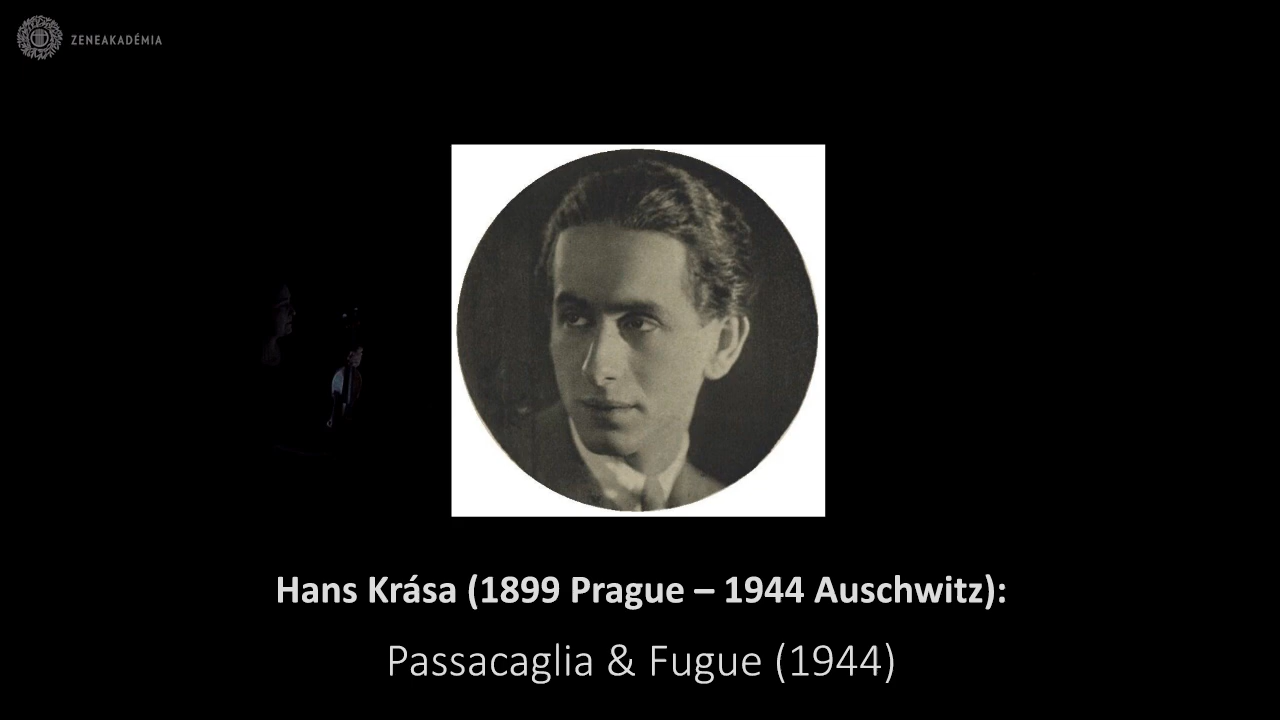 ZENEAKADÉMIA
Hans Krása (1899 Prague – 1944 Auschwitz):
Passacaglia & Fugue (1944)